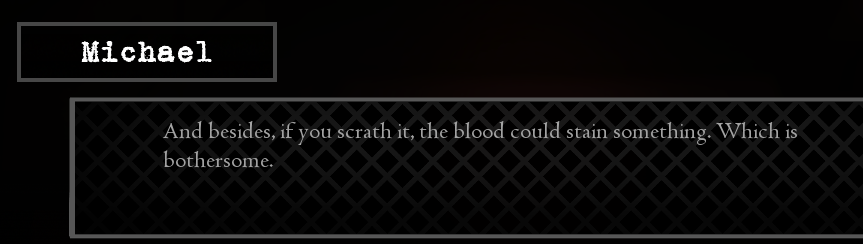 Michael
And besides, if you scrath it, the blood could stain something. Which is
bothersome.